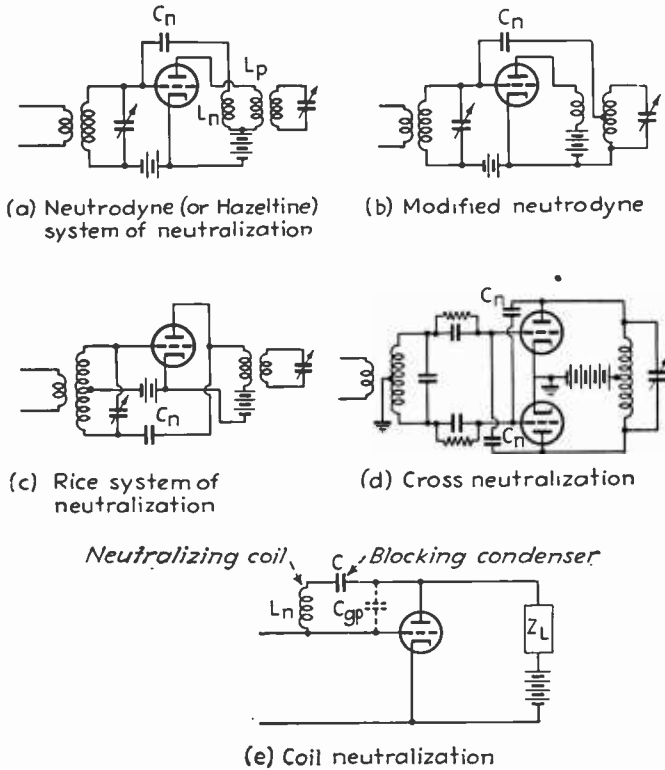 Cn
Lp
Ln
(a) Neutrodyne (or Hazeltine)
system of neutralization
Cn
(b) Modified neutrodyne
Cn
(c) Rice system of
neutralization
Cn
Cn
(d) Cross neutralization
Neutralizing coil
C
Blocking condenser
Ln
Cgp
ZL
(e) Coil neutralization